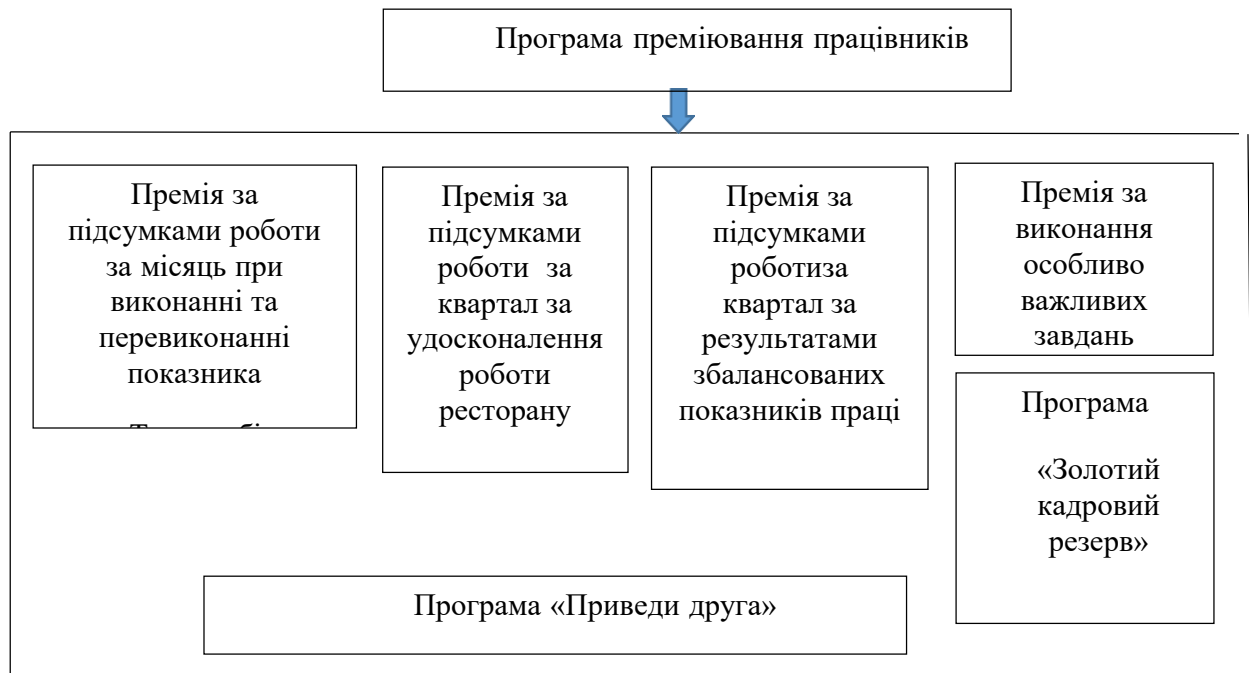 Програма преміювання працівників
Премія за
підсумками роботи
за місяць при
виконанні та
перевиконанні
показника
Премія за
підсумками
роботи за
квартал за
удосконалення
роботи
ресторану
Премія за
підсумками
роботиза
квартал за
результатами
збалансованих
показників праці
Премія за
виконання
особливо
важливих
завдань
Програма
«Золотий
кадровий
резерв»
Програма «Приведи друга»